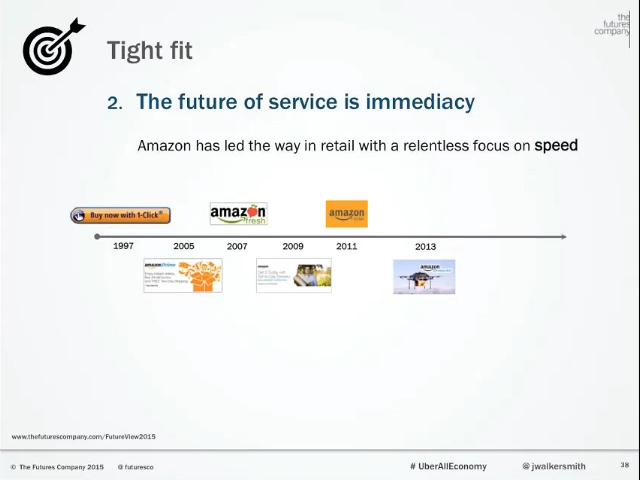 the
futures
company
Tight fit
2. The future of service is immediacy
Amazon has led the way in retail with a relentless focus on speed
Buy now with 1-Click®
amazon
fresh
amazon
1997 2005 2007 2009 2011 2013
amazonPrime
amazon
amazon
www.thefuturescompany.com/FutureView2015
© The Futures Company 2015 @ futuresco # UberAllEconomy @ jwalkersmith 38